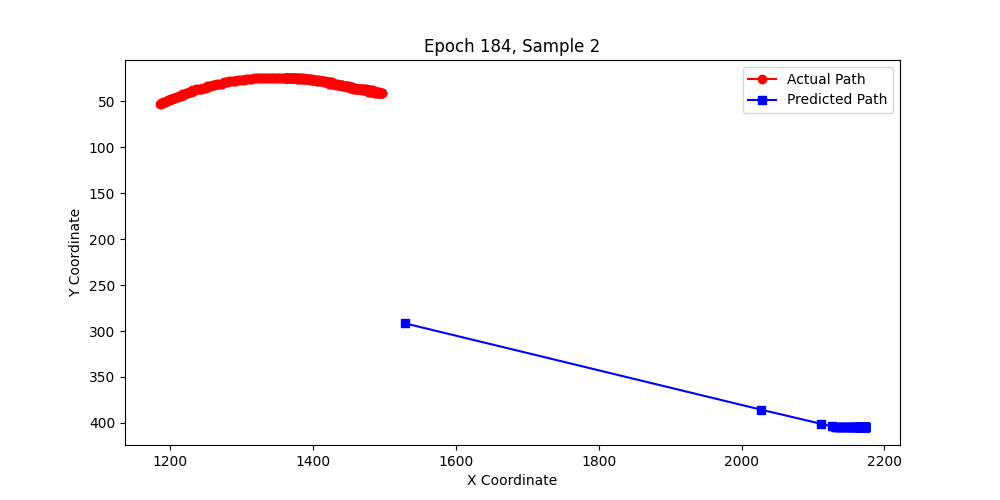 Epoch 184, Sample 2
Actual Path
Predicted Path
Y Coordinate
50
100
150
200
250
300
350
400
1200 1400 1600 1800 2000 2200
X Coordinate